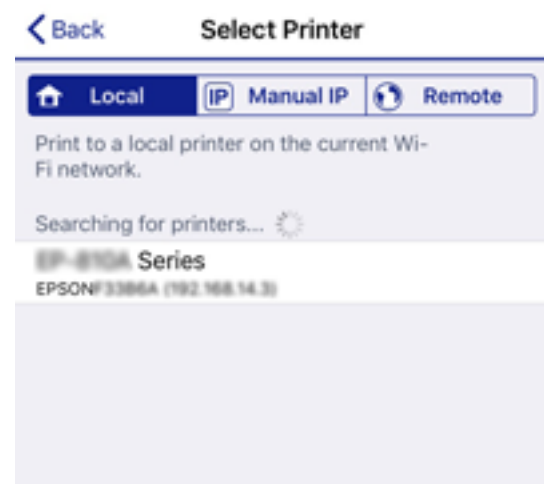 Back Select Printer
Local IP Manual IP Remote
Print to a local printer on the current Wi-
Fi network.
Searching for printers...
Series
EPSON